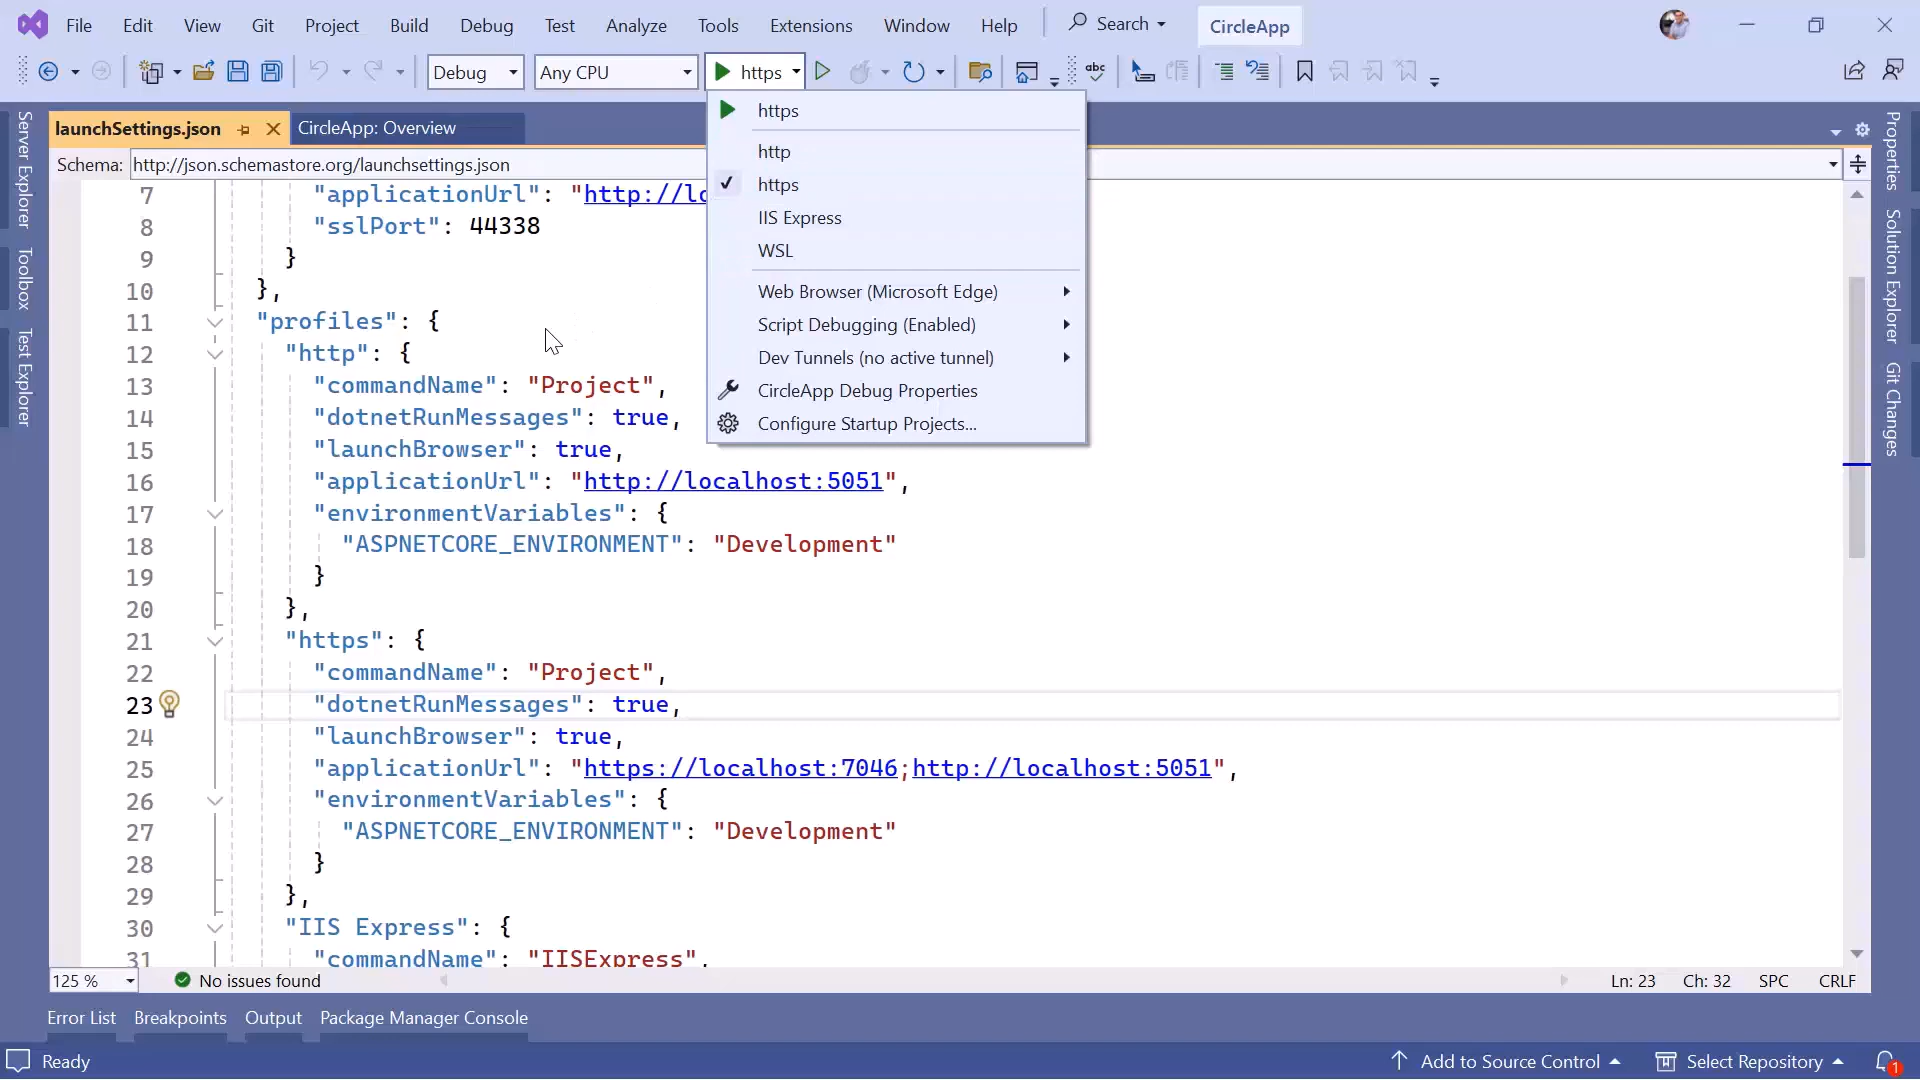 File Edit View Git Project Build Debug Test Analyze Tools Extensions Window Help Search CircleApp
Debug Any CPU https abc
launchSettings.json CircleApp: Overview
Schema: http://json.schemastore.org/launchsettings.json
https
http
https
IIS Express
WSL
Web Browser (Microsoft Edge)
Script Debugging (Enabled)
Dev Tunnels (no active tunnel)
CircleApp Debug Properties
Configure Startup Projects...
Server Explorer
Toolbox
Test Explorer
7 "applicationUrl": "http://lo
8 "sslPort": 44338
9 }
10 },
11 "profiles": {
12 "http": {
13 "commandName": "Project",
14 "dotnetRunMessages": true,
15 "launchBrowser": true,
16 "applicationUrl": "http://localhost:5051",
17 "environmentVariables": {
18 "ASPNETCORE_ENVIRONMENT": "Development"
19 }
20 },
21 "https": {
22 "commandName": "Project",
23 "dotnetRunMessages": true,
24 "launchBrowser": true,
25 "applicationUrl": "https://localhost:7046;http://localhost:5051",
26 "environmentVariables": {
27 "ASPNETCORE_ENVIRONMENT": "Development"
28 }
29 },
30 "IIS Express": {
31 "commandName": "IISExpress",
Properties
Solution Explorer
Git Changes
125 % No issues found Ln: 23 Ch: 32 SPC CRLF
Error List Breakpoints Output Package Manager Console
Ready Add to Source Control Select Repository 1